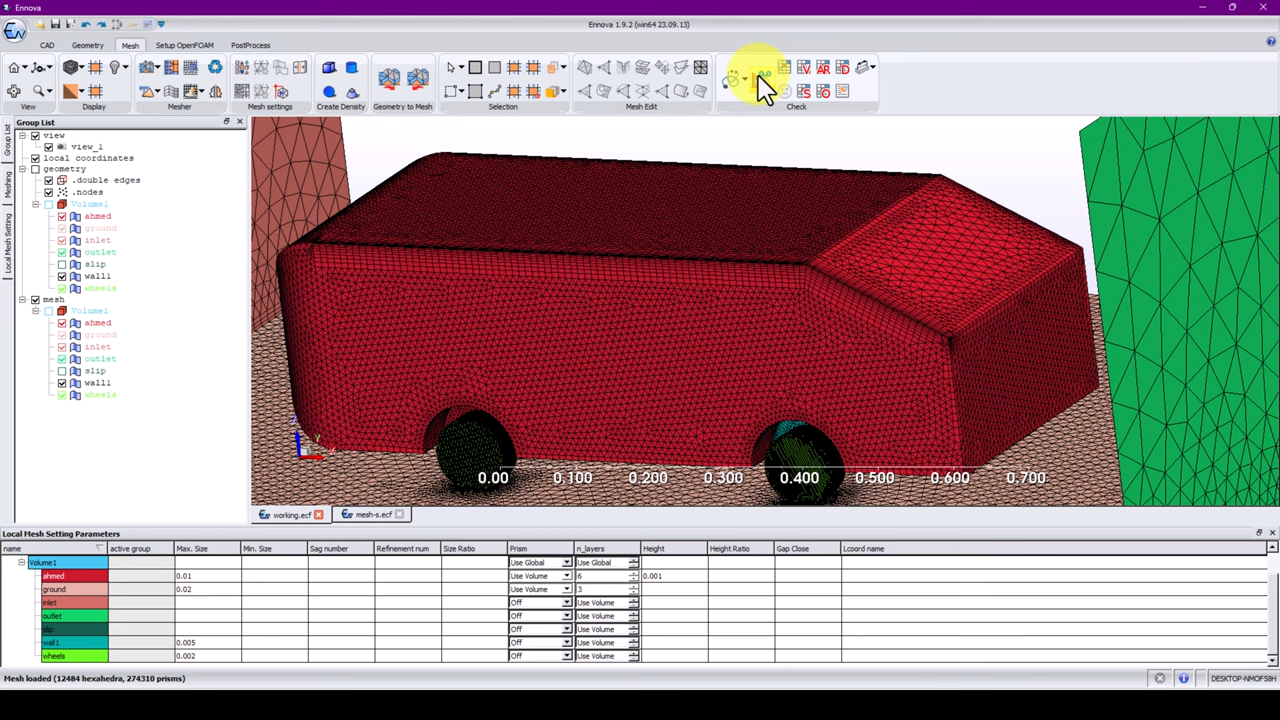 Ennova
Ennova 1.9.2 (win64 23.09.13)
CAD Geometry Mesh Setup OpenFOAM PostProcess
View Display Mesher Mesh settings Create Density Geometry to Mesh Selection Mesh Edit Check
Group List
view
view_1
local coordinates
geometry
.double edges
.nodes
Volume1
ahmed
ground
inlet
outlet
slip
wall1
wheels
mesh
Volume1
ahmed
ground
inlet
outlet
slip
wall1
wheels
Group List
Meshing
Local Mesh Setting
0.00 0.100 0.200 0.300 0.400 0.500 0.600 0.700
working.ecf mesh-s.ecf
Local Mesh Setting Parameters
name active group Max. Size Min. Size Sag number Refinement num Size Ratio Prism n_layers Height Height Ratio Gap Close Lcoord name
Volume1 Use Global Use Global
ahmed 0.01 Use Volume 6 0.001
ground 0.02 Use Volume 3
inlet Off Use Volume
outlet Off Use Volume
slip Off Use Volume
wall1 0.005 Off Use Volume
wheels 0.002 Off Use Volume
Mesh loaded (12484 hexahedra, 274310 prisms)
DESKTOP-NMOF58H